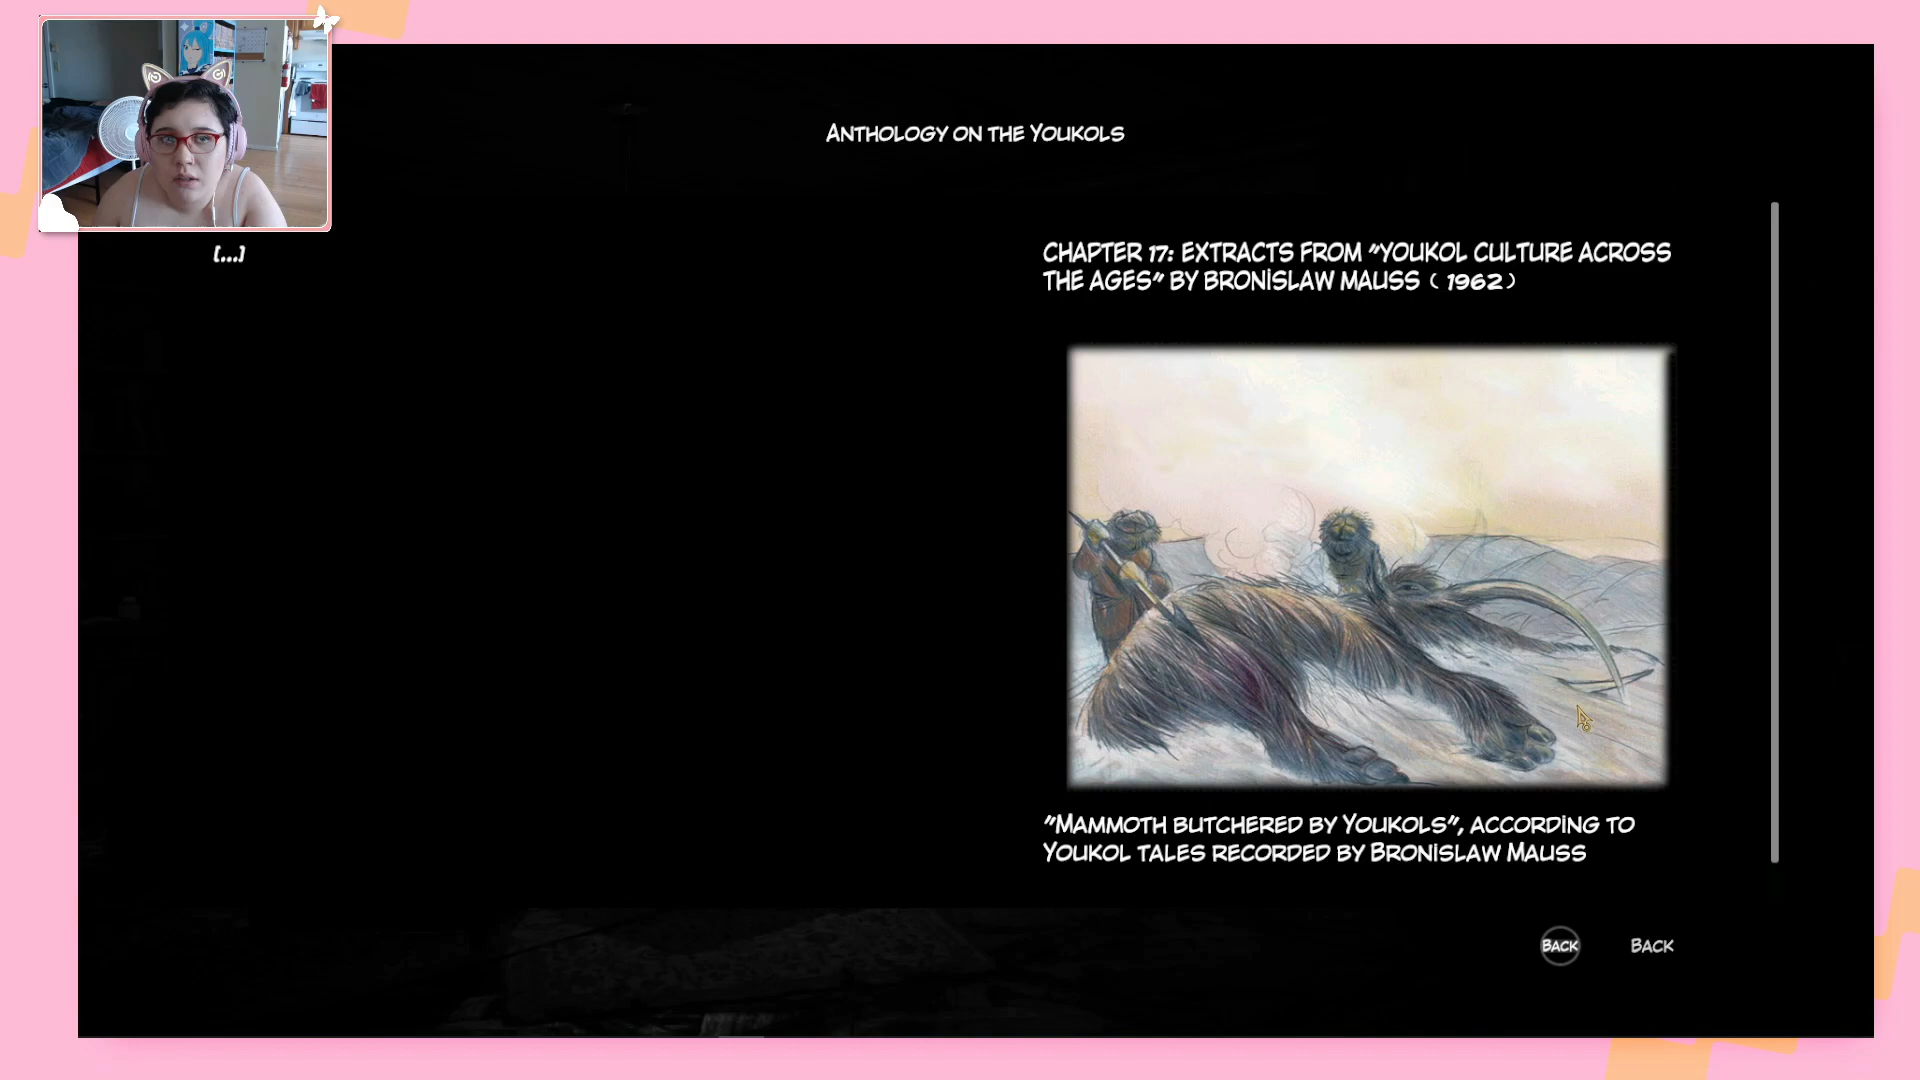 Anthology on the Youkols
[...]
CHAPTER 17: EXTRACTS FROM "YOUKOL CULTURE ACROSS
THE AGES" BY BRONISLAW MAUSS ( 1962)
"Mammoth butchered by Youkols", according to
Youkol tales recorded by Bronislaw Mauss
BACK
Back